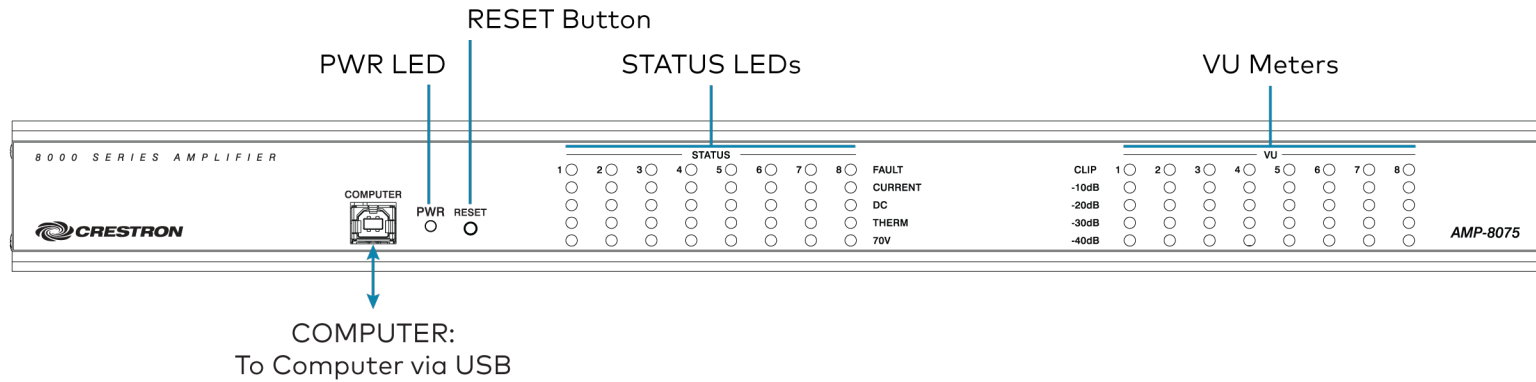 RESET Button
PWR LED
STATUS LEDs
VU Meters
8000 SERIES AMPLIFIER
STATUS
VU
1 2 3 4 5 6 7 8 FAULT
CLIP 1 2 3 4 5 6 7 8
CURRENT
-10dB
COMPUTER
DC
-20dB
PWR RESET
THERM
-30dB
CRESTRON
70V
-40dB
AMP-8075
COMPUTER:
To Computer via USB